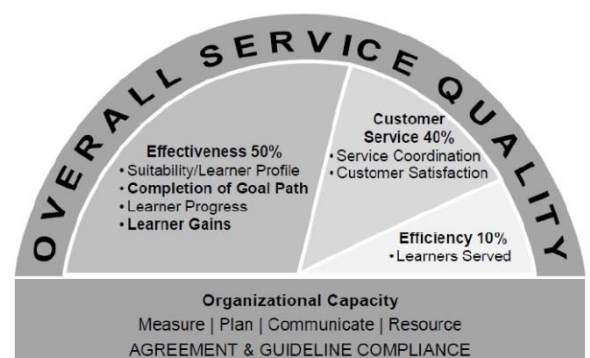 OVERALL SERVICE QUALITY
Effectiveness 50%
• Suitability/Learner Profile
• Completion of Goal Path
• Learner Progress
• Learner Gains
Customer
Service 40%
• Service Coordination
• Customer Satisfaction
Efficiency 10%
• Learners Served
Organizational Capacity
Measure | Plan | Communicate | Resource
AGREEMENT & GUIDELINE COMPLIANCE